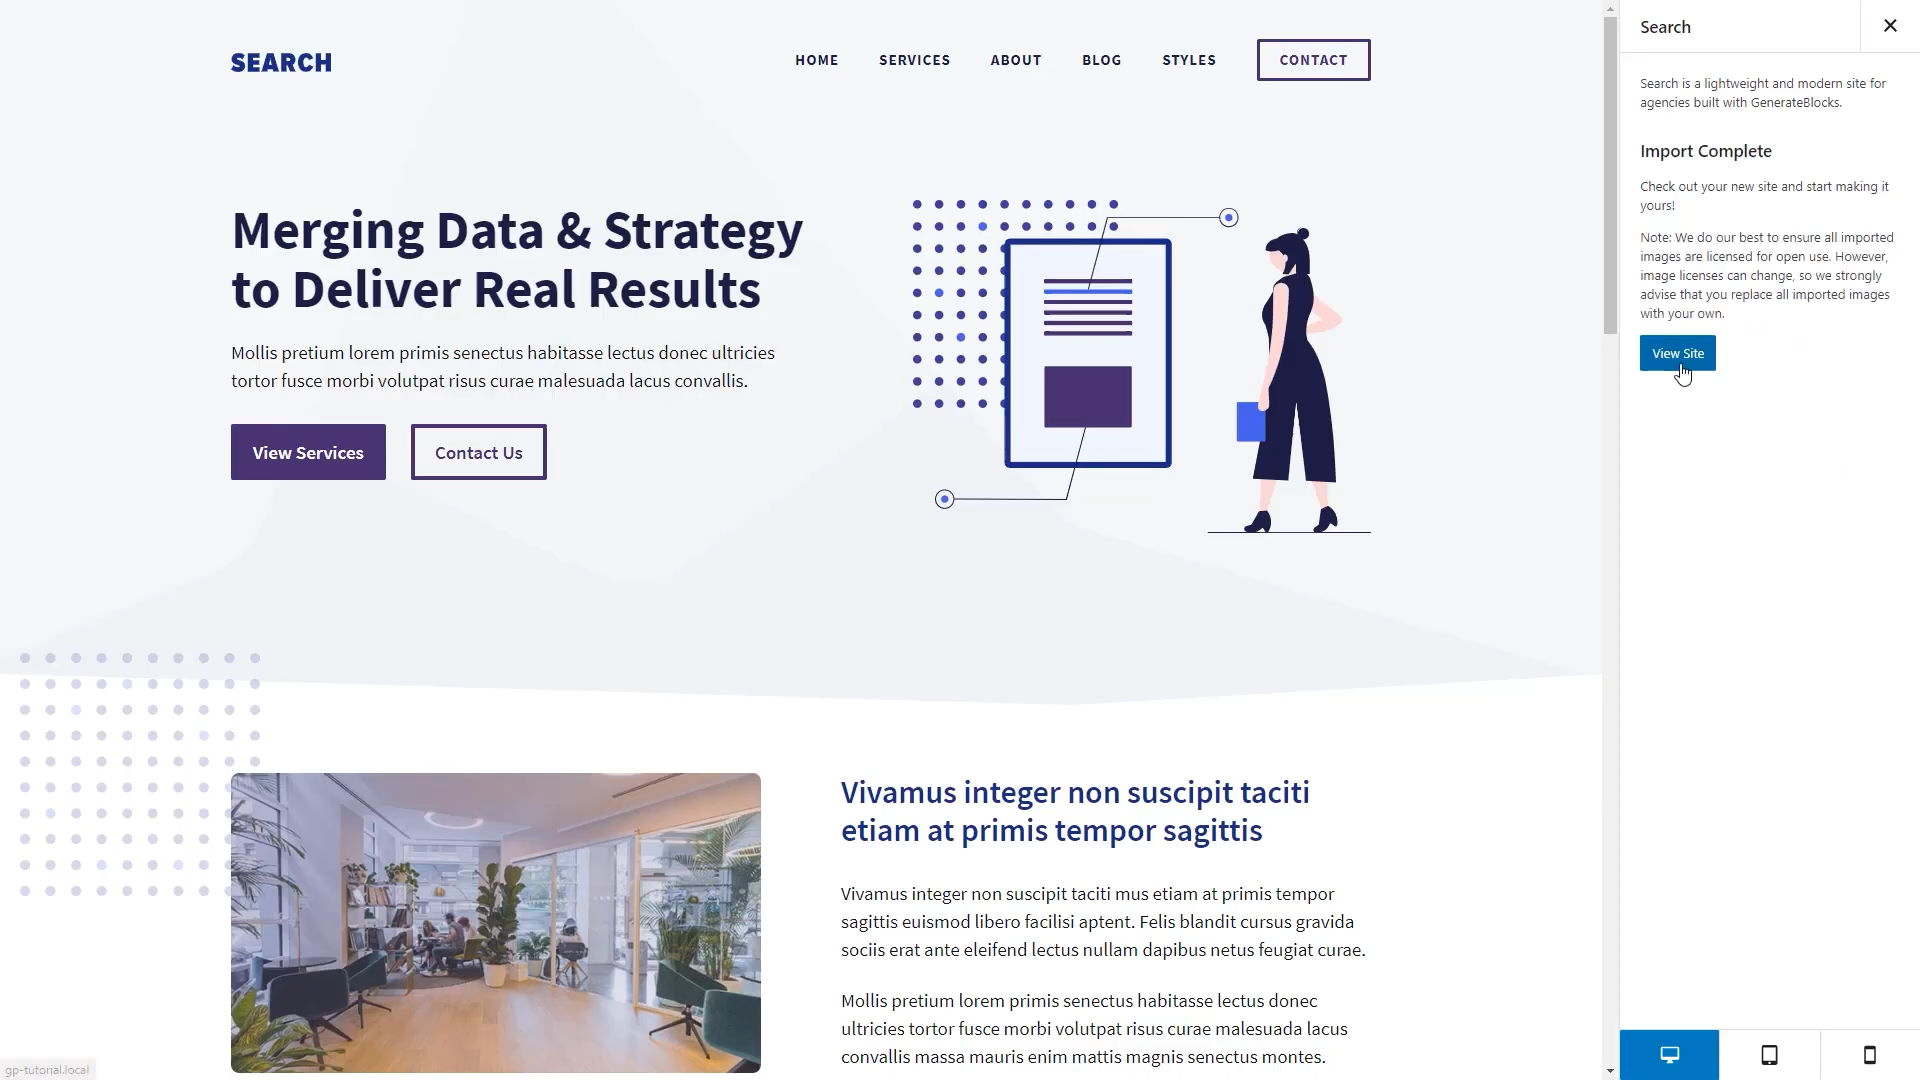 SEARCH
HOME
SERVICES
ABOUT
BLOG
STYLES
CONTACT
Merging Data & Strategy
to Deliver Real Results
Mollis pretium lorem primis senectus habitasse lectus donec ultricies
tortor fusce morbi volutpat risus curae malesuada lacus convallis.
View Services
Contact Us
Vivamus integer non suscipit taciti
etiam at primis tempor sagittis
Vivamus integer non suscipit taciti mus etiam at primis tempor
sagittis euismod libero facilisi aptent. Felis blandit cursus gravida
sociis erat ante eleifend lectus nullam dapibus netus feugiat curae.
Mollis pretium lorem primis senectus habitasse lectus donec
ultricies tortor fusce morbi volutpat risus curae malesuada lacus
convallis massa mauris enim mattis magnis senectus montes.
gp-tutorial.local
Search
Search is a lightweight and modern site for
agencies built with GenerateBlocks.
Import Complete
Check out your new site and start making it
yours!
Note: We do our best to ensure all imported
images are licensed for open use. However,
image licenses can change, so we strongly
advise that you replace all imported images
with your own.
View Site